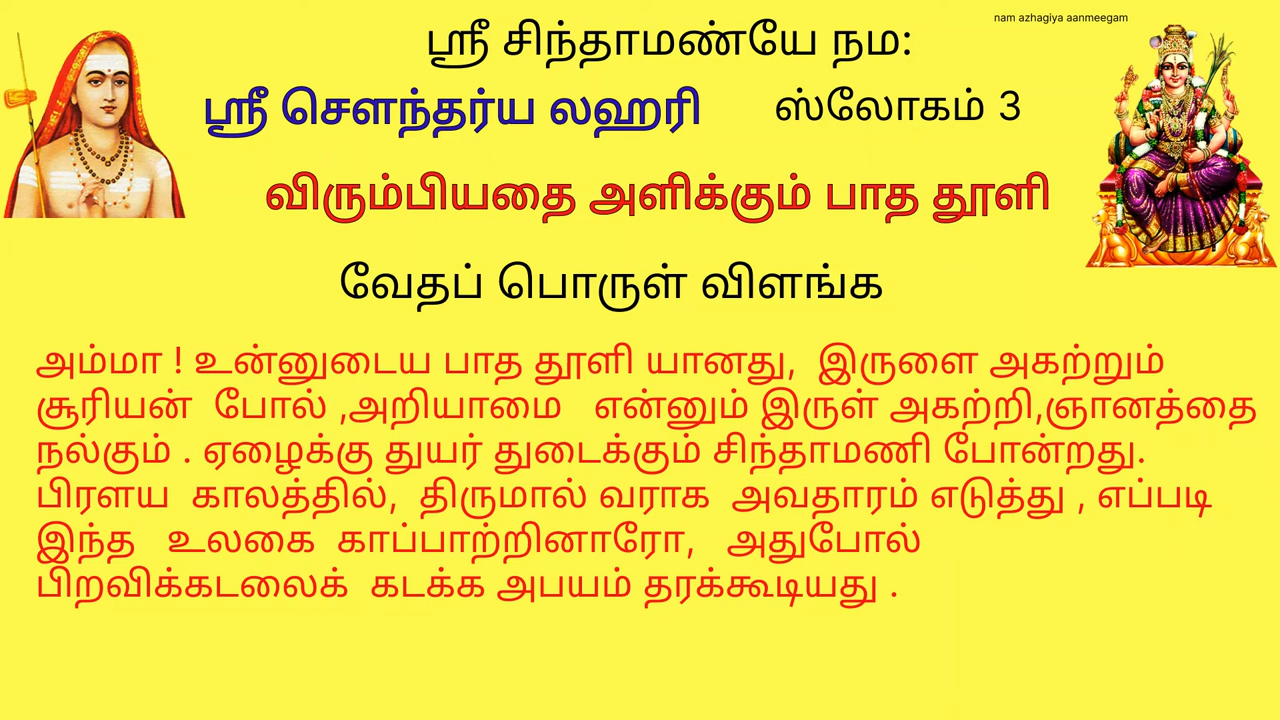 nam azhagiya aanmeegam
ஸ்ரீ சிந்தாமண்யே நம:
ஸ்ரீ சௌந்தர்ய லஹரி ஸ்லோகம் 3
விரும்பியதை அளிக்கும் பாத தூளி
வேதப் பொருள் விளங்க
அம்மா ! உன்னுடைய பாத தூளி யானது, இருளை அகற்றும்
சூரியன் போல் ,அறியாமை என்னும் இருள் அகற்றி,ஞானத்தை
நல்கும் . ஏழைக்கு துயர் துடைக்கும் சிந்தாமணி போன்றது.
பிரளய காலத்தில், திருமால் வராக அவதாரம் எடுத்து , எப்படி
இந்த உலகை காப்பாற்றினாரோ, அதுபோல்
பிறவிக்கடலைக் கடக்க அபயம் தரக்கூடியது .